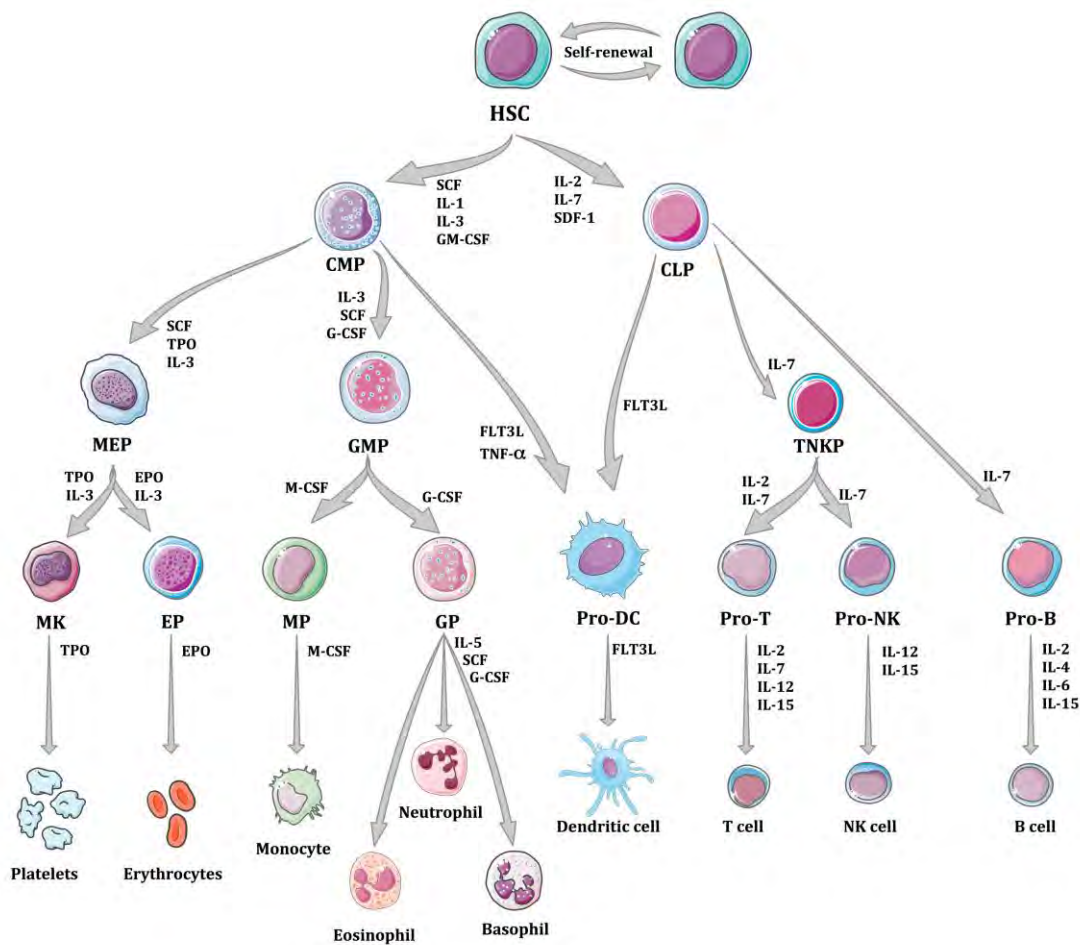 Self-renewal
HSC
SCF
IL-1
IL-3
GM-CSF
IL-2
IL-7
SDF-1
CMP
CLP
SCF
TPO
IL-3
IL-3
SCF
G-CSF
FLT3L
TNF-α
FLT3L
IL-7
IL-7
MEP
GMP
TNKP
TPO
IL-3
EPO
IL-3
M-CSF
G-CSF
IL-2
IL-7
IL-7
MK
EP
MP
GP
Pro-DC
Pro-T
Pro-NK
Pro-B
TPO
EPO
M-CSF
IL-5
SCF
G-CSF
FLT3L
IL-2
IL-7
IL-12
IL-15
IL-12
IL-15
IL-2
IL-4
IL-6
IL-15
Platelets
Erythrocytes
Monocyte
Neutrophil
Eosinophil
Basophil
Dendritic cell
T cell
NK cell
B cell